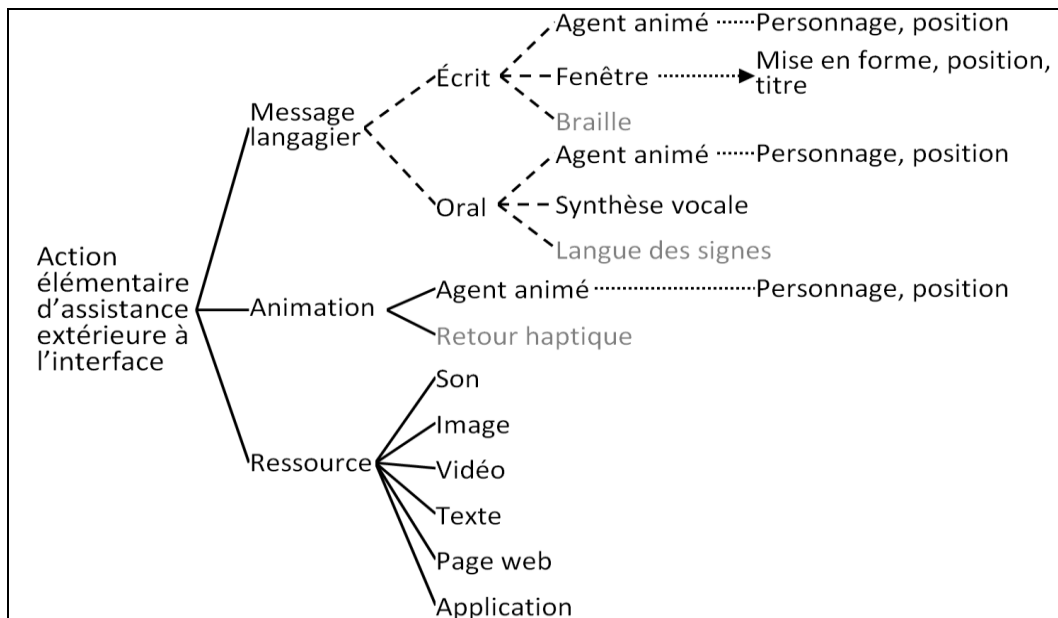 Agent animé
Personnage, position
Écrit
Fenêtre
Mise en forme, position,
titre
Message
langagier
Braille
Agent animé
Personnage, position
Oral
Synthèse vocale
Langue des signes
Action
élémentaire
d’assistance
extérieure à
l’interface
Animation
Agent animé
Personnage, position
Retour haptique
Ressource
Son
Image
Vidéo
Texte
Page web
Application